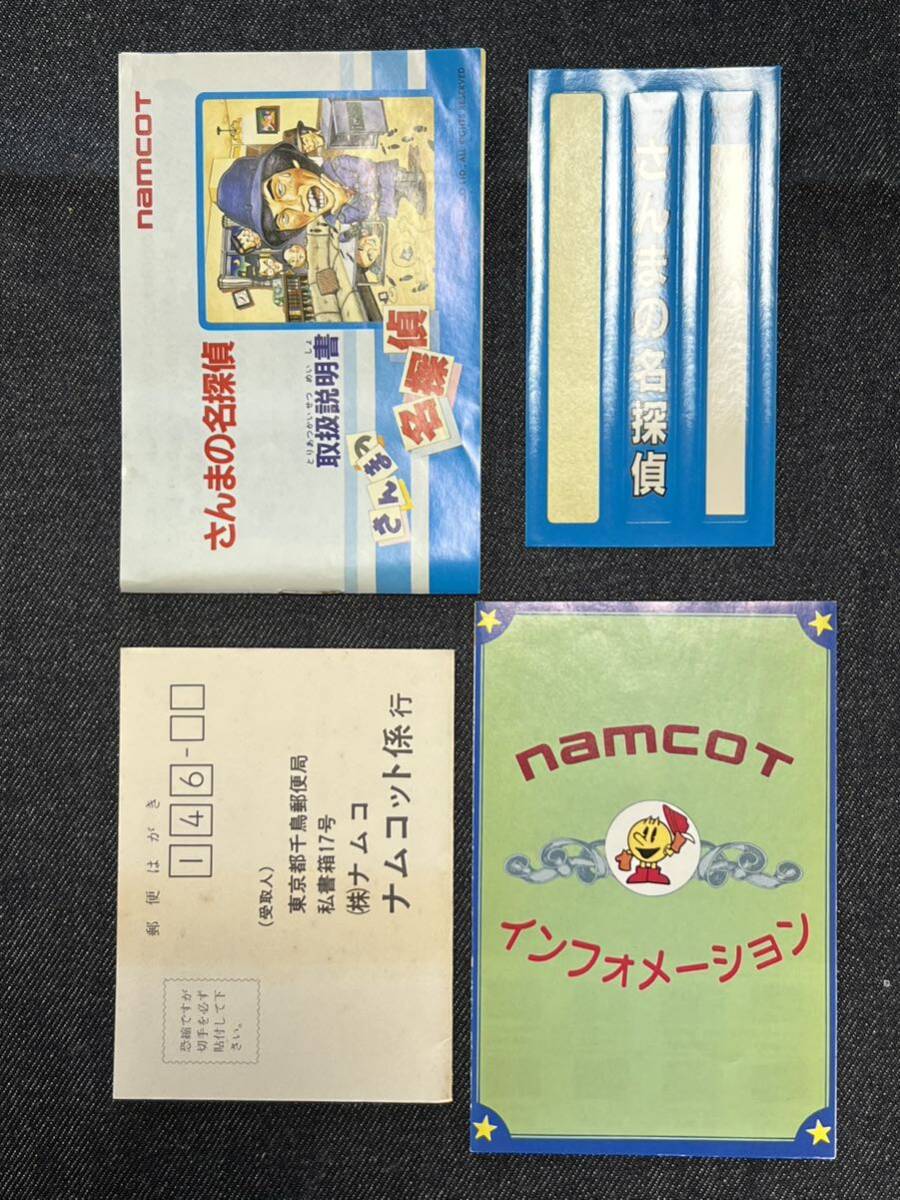 namcot
さんまの名探偵
とりあつかいせつめいしょ
取扱説明書
さんまの
名探偵
LTD., ALL RIGHTS RESERVED
さんまの名探偵
郵便はがき
146-
(受取人)
東京都千鳥郵便局
私書箱17号
(株)ナムコ
ナムコット係行
恐縮ですが
切手を必ず
貼付して下
さい。
namcot
インフォメーション